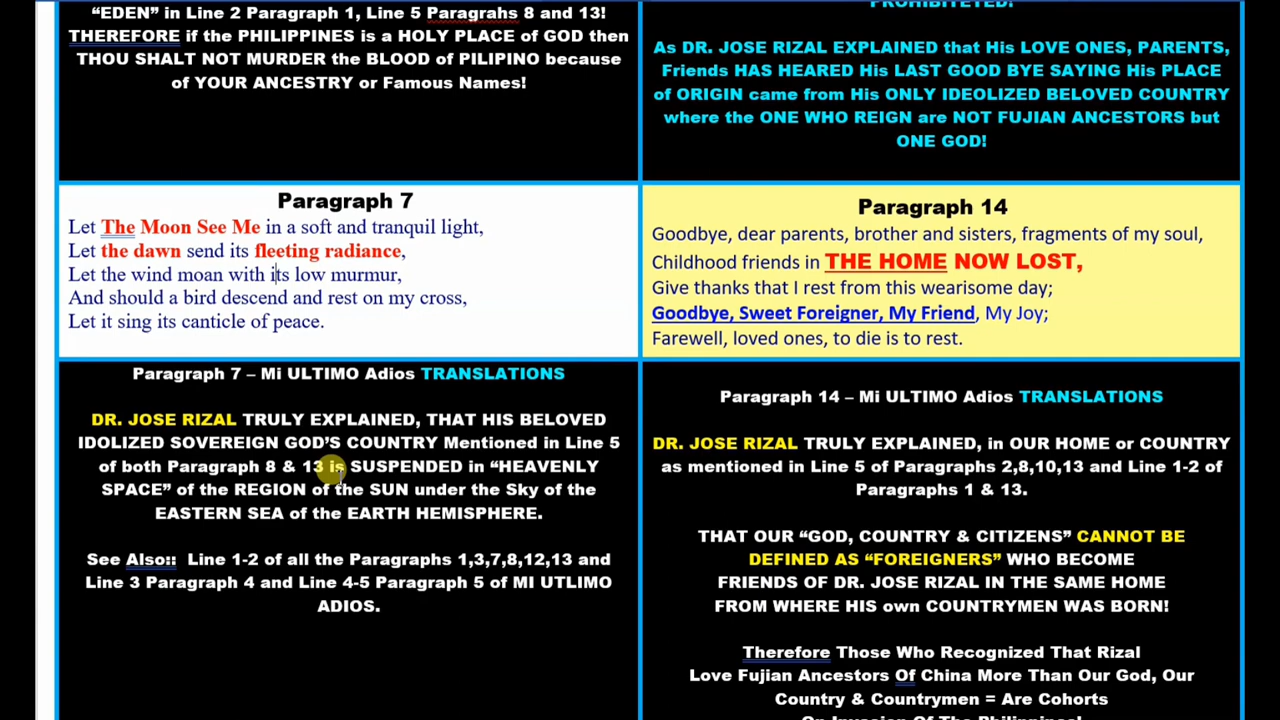 “EDEN” in Line 2 Paragraph 1, Line 5 Paragrahs 8 and 13!
THEREFORE if the PHILIPPINES is a HOLY PLACE of GOD then
THOU SHALT NOT MURDER the BLOOD of PILIPINO because
of YOUR ANCESTRY or Famous Names!
PROHIBITETED!
As DR. JOSE RIZAL EXPLAINED that His LOVE ONES, PARENTS,
Friends HAS HEARED His LAST GOOD BYE SAYING His PLACE
of ORIGIN came from His ONLY IDEOLIZED BELOVED COUNTRY
where the ONE WHO REIGN are NOT FUJIAN ANCESTORS but
ONE GOD!
Paragraph 7
Let The Moon See Me in a soft and tranquil light,
Let the dawn send its fleeting radiance,
Let the wind moan with its low murmur,
And should a bird descend and rest on my cross,
Let it sing its canticle of peace.
Paragraph 14
Goodbye, dear parents, brother and sisters, fragments of my soul,
Childhood friends in THE HOME NOW LOST,
Give thanks that I rest from this wearisome day;
Goodbye, Sweet Foreigner, My Friend, My Joy;
Farewell, loved ones, to die is to rest.
Paragraph 7 – Mi ULTIMO Adios TRANSLATIONS
DR. JOSE RIZAL TRULY EXPLAINED, THAT HIS BELOVED
IDOLIZED SOVEREIGN GOD’S COUNTRY Mentioned in Line 5
of both Paragraph 8 & 13 is SUSPENDED in “HEAVENLY
SPACE” of the REGION of the SUN under the Sky of the
EASTERN SEA of the EARTH HEMISPHERE.
See Also:: Line 1-2 of all the Paragraphs 1,3,7,8,12,13 and
Line 3 Paragraph 4 and Line 4-5 Paragraph 5 of MI UTLIMO
ADIOS.
Paragraph 14 – Mi ULTIMO Adios TRANSLATIONS
DR. JOSE RIZAL TRULY EXPLAINED, in OUR HOME or COUNTRY
as mentioned in Line 5 of Paragraphs 2,8,10,13 and Line 1-2 of
Paragraphs 1 & 13.
THAT OUR “GOD, COUNTRY & CITIZENS” CANNOT BE
DEFINED AS “FOREIGNERS” WHO BECOME
FRIENDS OF DR. JOSE RIZAL IN THE SAME HOME
FROM WHERE HIS own COUNTRYMEN WAS BORN!
Therefore Those Who Recognized That Rizal
Love Fujian Ancestors Of China More Than Our God, Our
Country & Countrymen = Are Cohorts
On Invasion Of The Philippines!